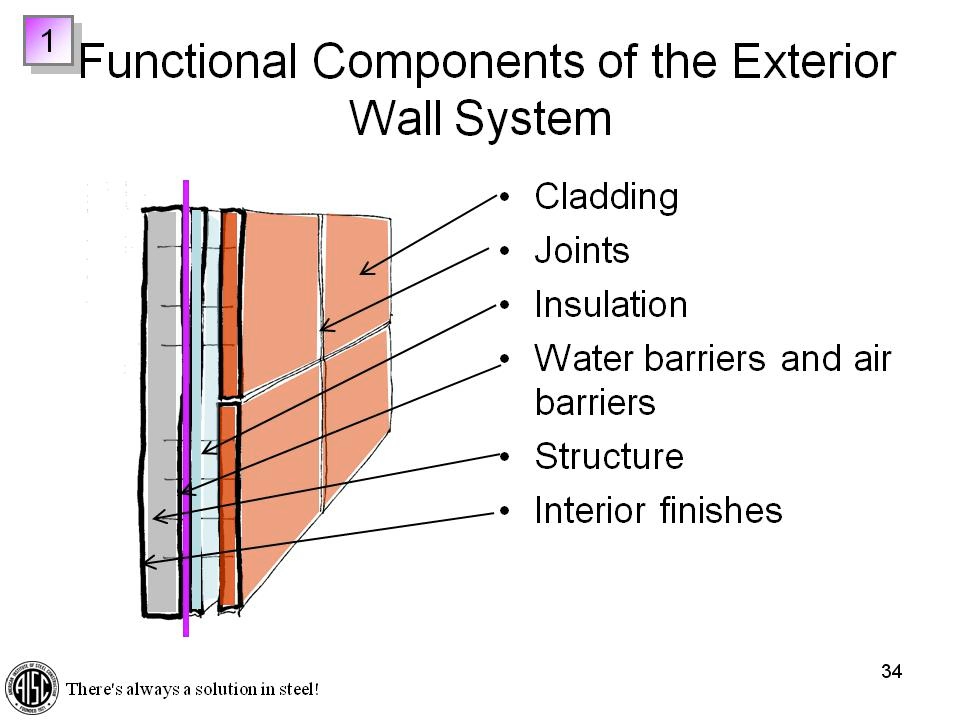 1
Functional Components of the Exterior
Wall System
• Cladding
• Joints
• Insulation
• Water barriers and air
barriers
• Structure
• Interior finishes
AISC
There's always a solution in steel!
34